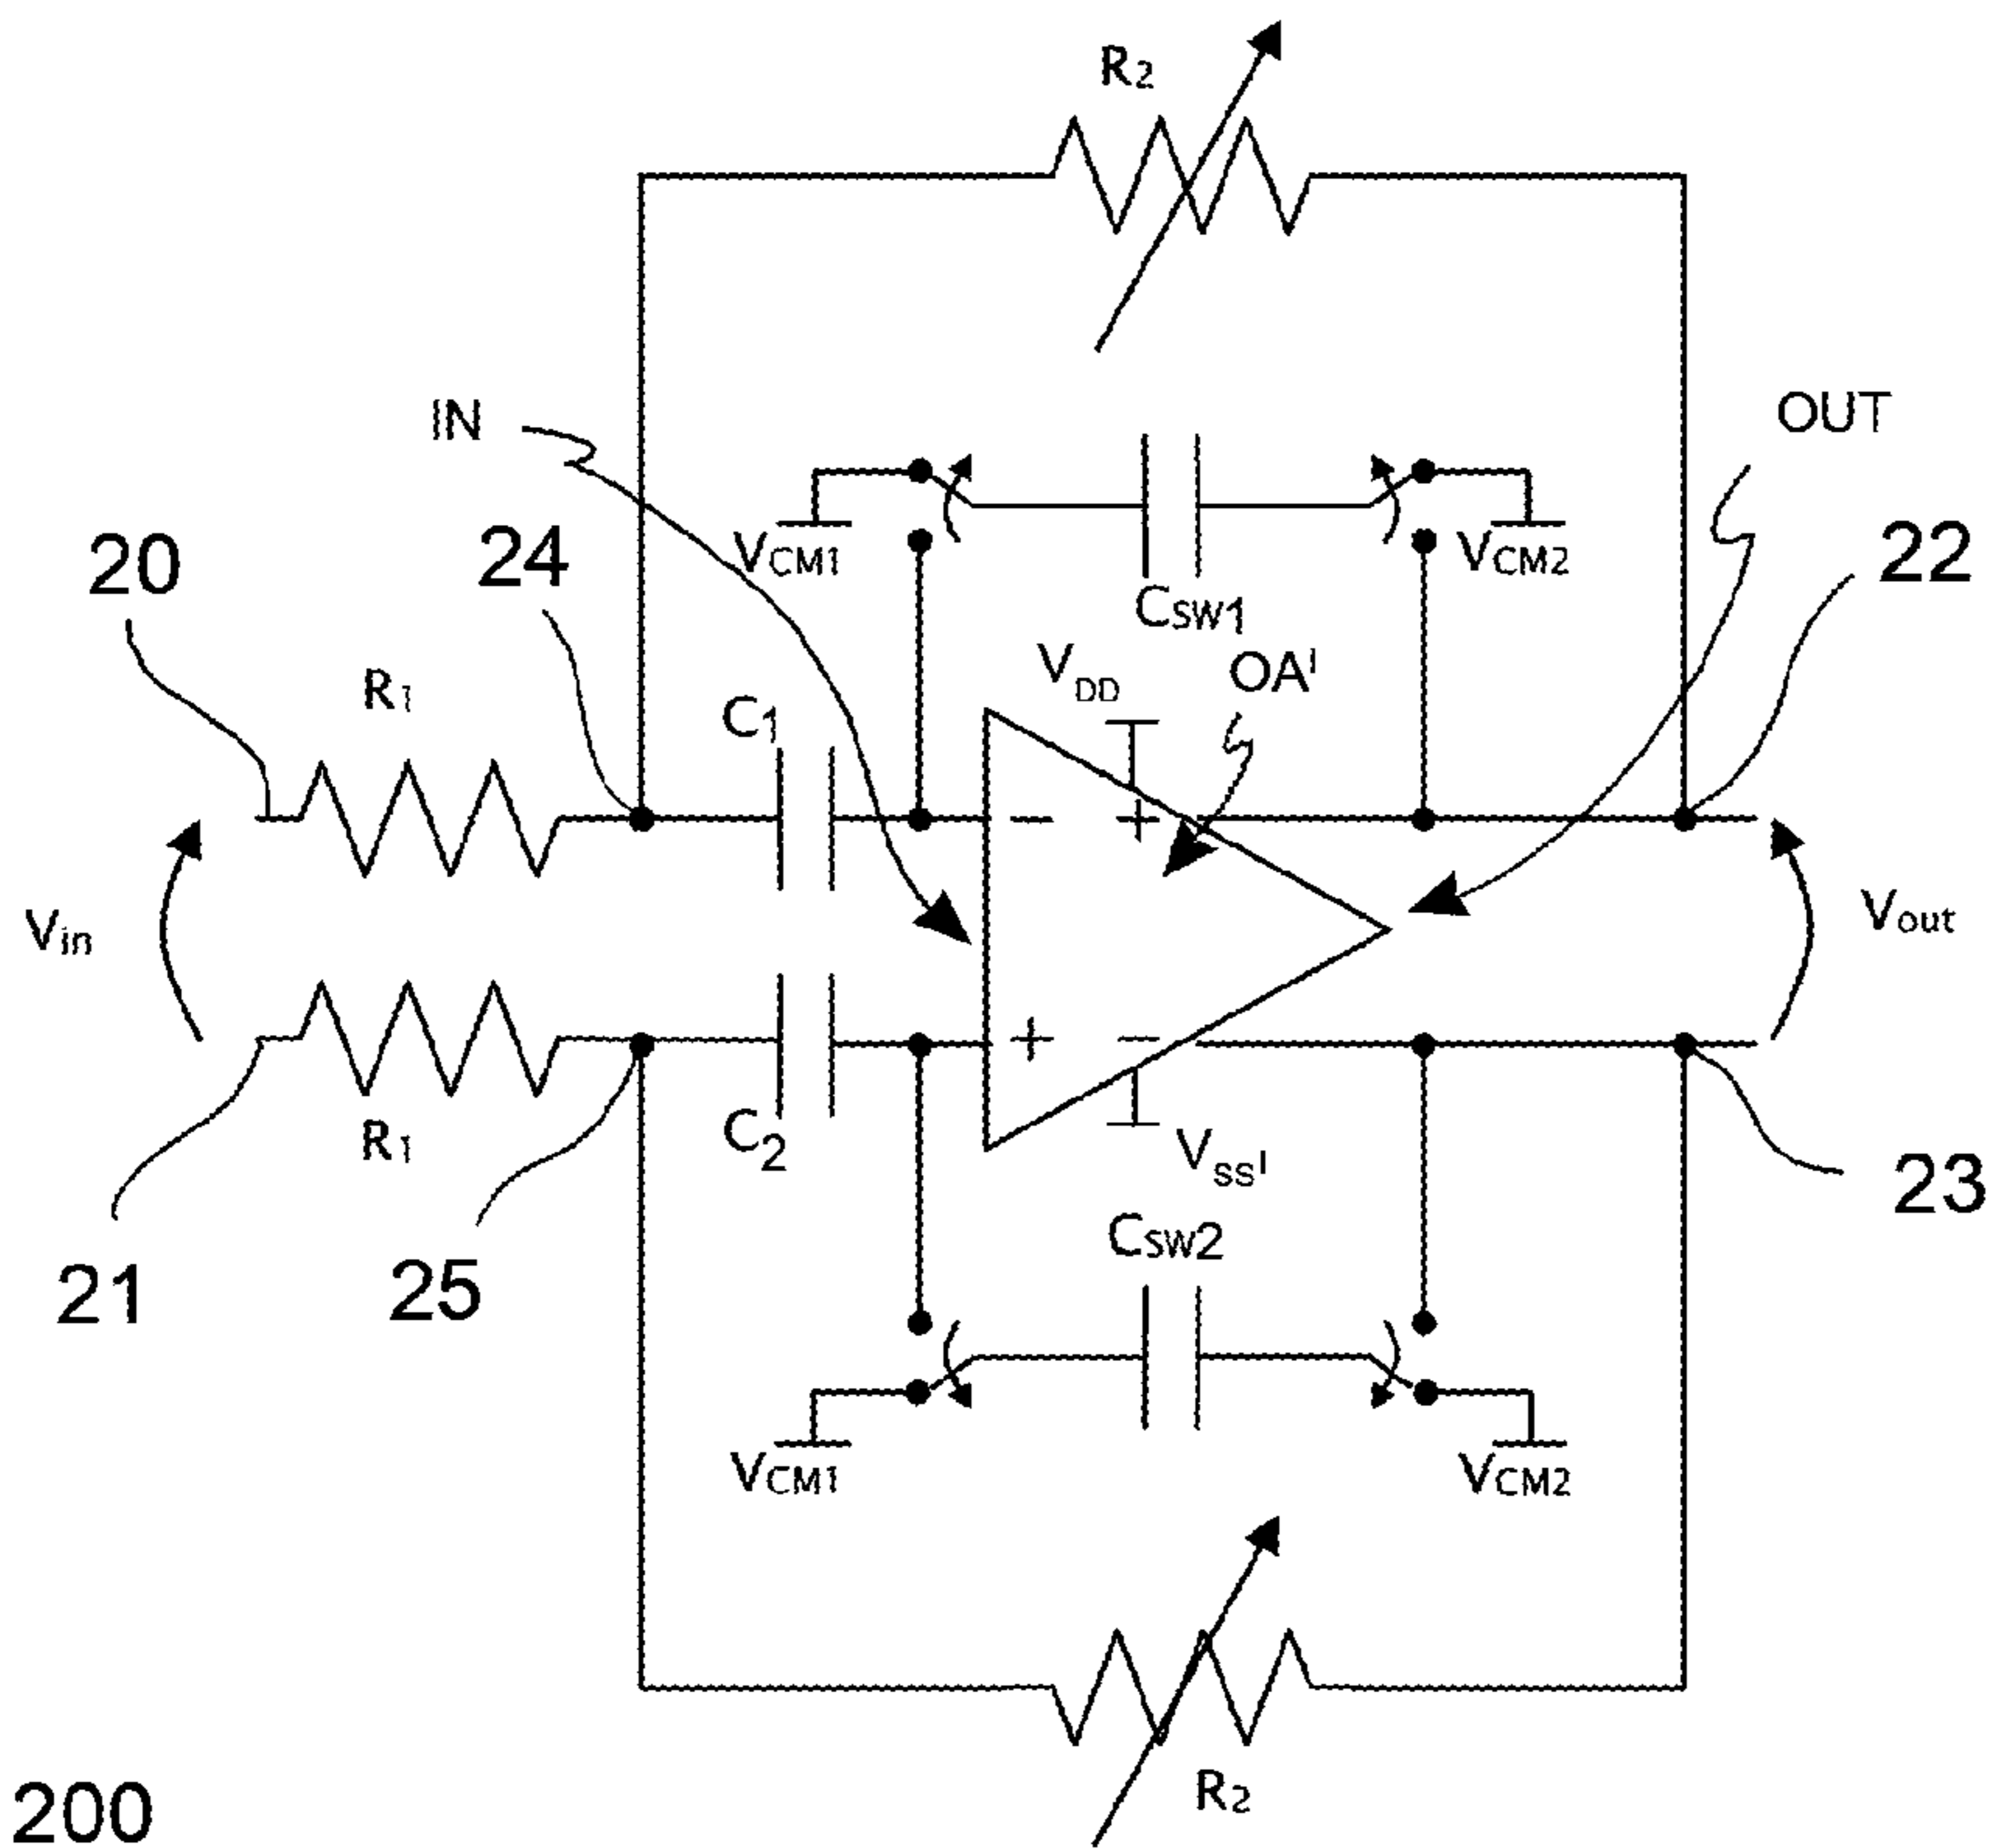 R2
IN
OUT
VCM1
VCM2
20
24
22
CSW1
VDD
OA'
R1
C1
- +
Vin
Vout
+ -
R1
C2
VSS'
23
21
25
CSW2
VCM1
VCM2
R2
200